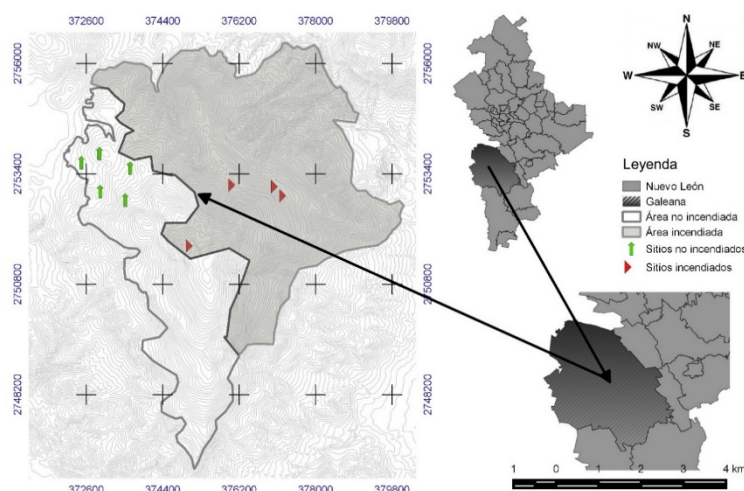 372600 374400 376200 378000 379800
2756000
2753400
2750800
2748200
2756000
2753400
2750800
2748200
372600 374400 376200 378000 379800
N
NW NE
W E
SW SE
S
Leyenda
Nuevo León
Galeana
Área no incendiada
Área incendiada
Sitios no incendiados
Sitios incendiados
1 0 1 2 3 4 km